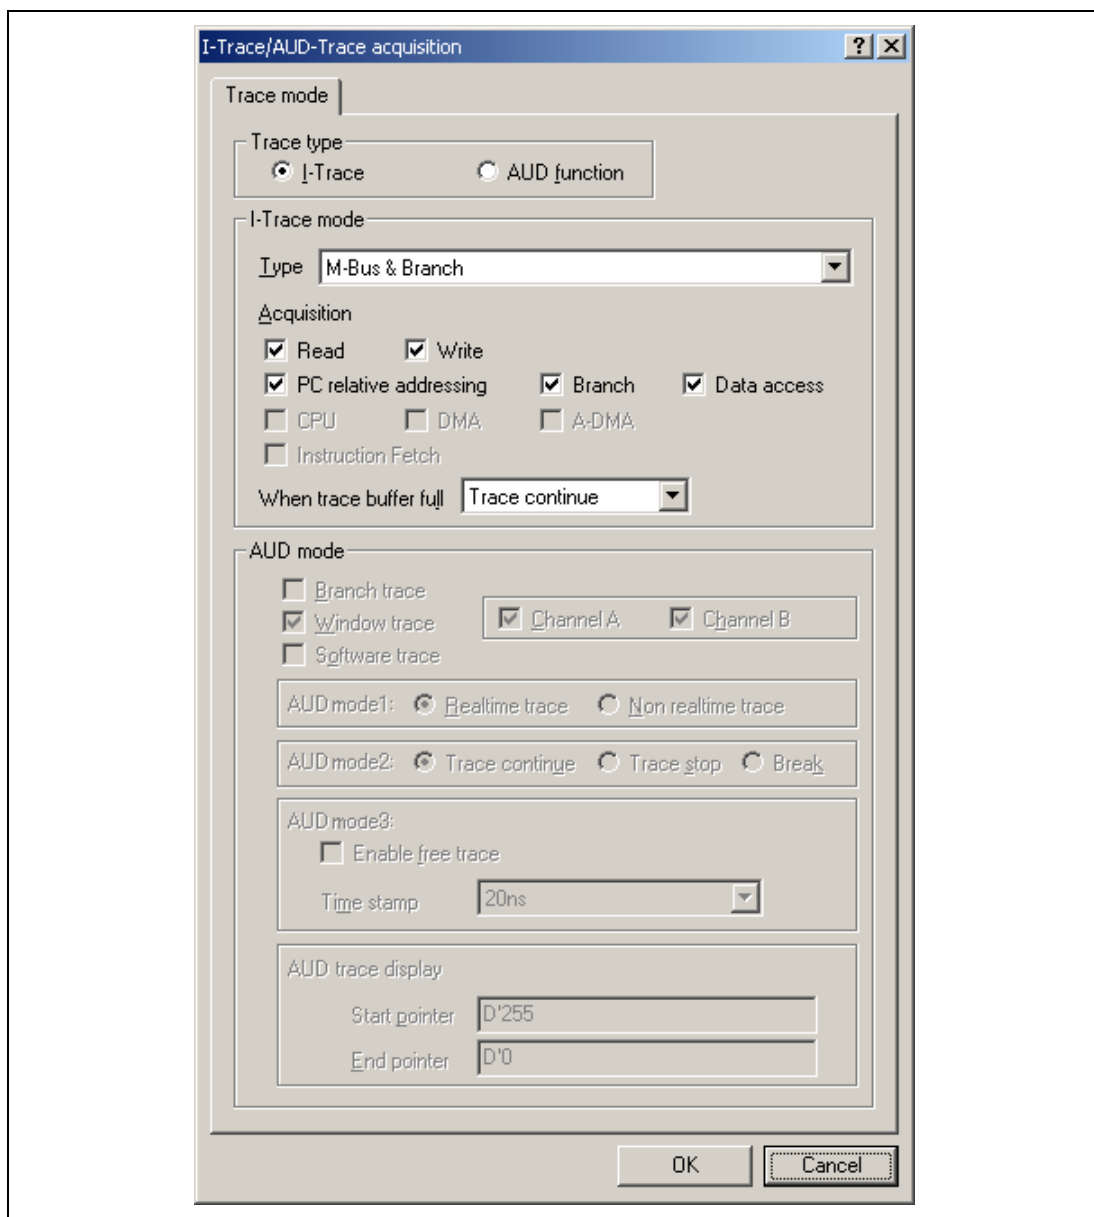 I-Trace/AUD-Trace acquisition
Trace mode
Trace type
I-Trace AUD function
I-Trace mode
Type M-Bus & Branch
Acquisition
Read Write
PC relative addressing Branch Data access
CPU DMA A-DMA
Instruction Fetch
When trace buffer full Trace continue
AUD mode
Branch trace
Window trace Channel A Channel B
Software trace
AUD mode1: Realtime trace Non realtime trace
AUD mode2: Trace continue Trace stop Break
AUD mode3:
Enable free trace
Time stamp 20ns
AUD trace display
Start pointer D'255
End pointer D'0
OK Cancel